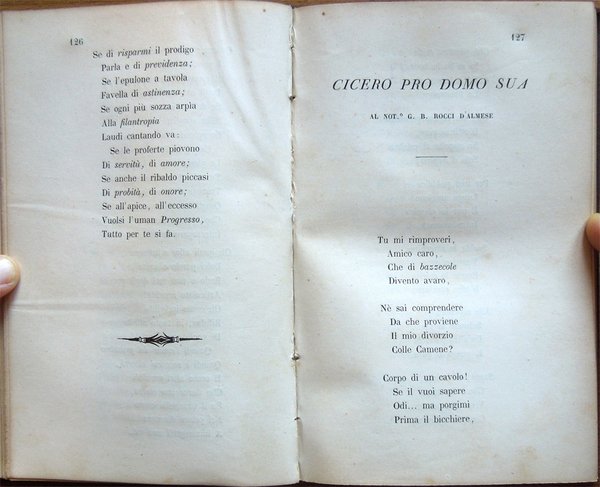 126
Se di risparmi il prodigo
Parla e di previdenza;
Se l'epulone a tavola
Favella di astinenza;
Se ogni più sozza arpia
Alla filantropia
Laudi cantando va:
Se le proferte piovono
Di servitù, di amore;
Se anche il ribaldo piccasi
Di probità, di onore;
Se all'apice, all'eccesso
Vuolsi l'uman Progresso,
Tutto per te si fa.
127
CICERO PRO DOMO SUA
AL NOT.º G. B. ROCCI D'ALMESE
Tu mi rimproveri,
Amico caro,
Che di bazzecole
Divento avaro,
Nè sai comprendere
Da che proviene
Il mio divorzio
Colle Camene?
Corpo di un cavolo!
Se il vuoi sapere
Odi... ma porgimi
Prima il bicchiere,